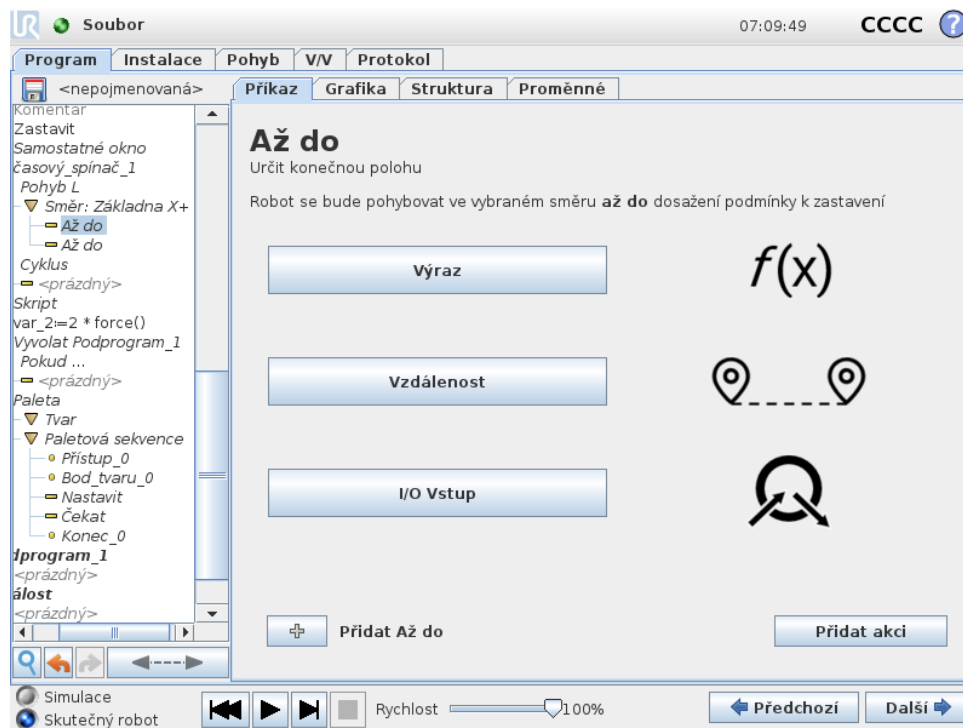 UR Soubor 07:09:49 CCCC ?
Program Instalace Pohyb V/V Protokol
<nepojmenovaná> Příkaz Grafika Struktura Proměnné
Komentář
Zastavit
Samostatné okno
časový_spínač_1
Pohyb L
Směr: Základna X+
Až do
Až do
Cyklus
<prázdný>
Skript
var_2:=2 * force()
Vyvolat Podprogram_1
Pokud ...
<prázdný>
Paleta
Tvar
Paletová sekvence
Přístup_0
Bod_tvaru_0
Nastavit
Čekat
Konec_0
dprogram_1
<prázdný>
álost
<prázdný>
Až do
Určit konečnou polohu
Robot se bude pohybovat ve vybraném směru až do dosažení podmínky k zastavení
Výraz f(x)
Vzdálenost
I/O Vstup
Přidat Až do Přidat akci
Simulace
Skutečný robot
Rychlost 100% Předchozí Další